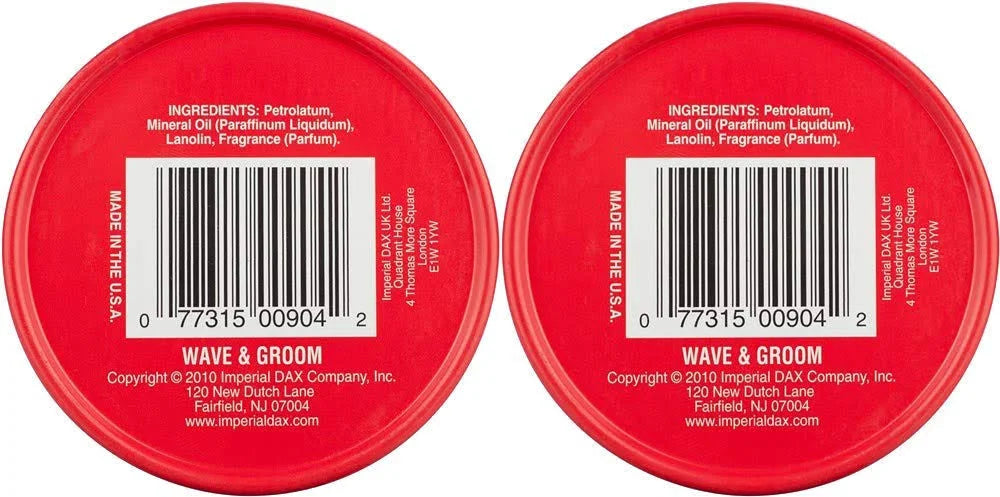 INGREDIENTS: Petrolatum,
Mineral Oil (Paraffinum Liquidum),
Lanolin, Fragrance (Parfum).
MADE IN THE U.S.A.
0 77315 00904 2
Imperial DAX UK Ltd.
Quadrant House
4 Thomas More Square
London
E1W 1YW
WAVE & GROOM
Copyright © 2010 Imperial DAX Company, Inc.
120 New Dutch Lane
Fairfield, NJ 07004
www.imperialdax.com
INGREDIENTS: Petrolatum,
Mineral Oil (Paraffinum Liquidum),
Lanolin, Fragrance (Parfum).
MADE IN THE U.S.A.
0 77315 00904 2
Imperial DAX UK Ltd.
Quadrant House
4 Thomas More Square
London
E1W 1YW
WAVE & GROOM
Copyright © 2010 Imperial DAX Company, Inc.
120 New Dutch Lane
Fairfield, NJ 07004
www.imperialdax.com